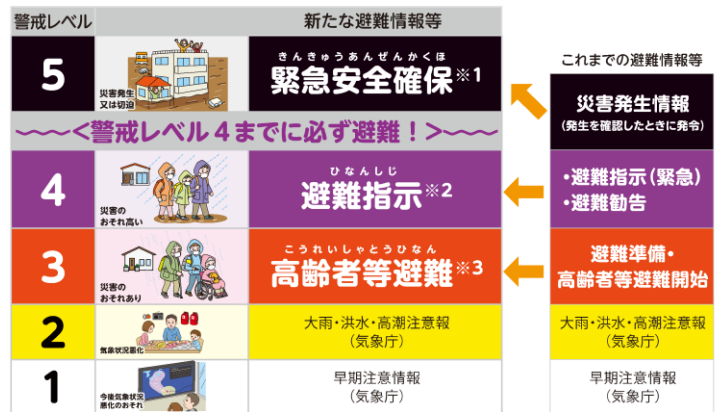 警戒レベル
新たな避難情報等
これまでの避難情報等
5
災害発生
又は切迫
きんきゅうあんぜんかくほ
緊急安全確保※1
災害発生情報
(発生を確認したときに発令)
〜〜〜<警戒レベル4までに必ず避難!>〜〜〜
4
災害の
おそれ高い
ひなんしじ
避難指示※2
・避難指示(緊急)
・避難勧告
3
災害の
おそれあり
こうれいしゃとうひなん
高齢者等避難※3
避難準備・
高齢者等避難開始
2
気象状況悪化
大雨・洪水・高潮注意報
(気象庁)
大雨・洪水・高潮注意報
(気象庁)
1
今後気象状況
悪化のおそれ
早期注意情報
(気象庁)
早期注意情報
(気象庁)